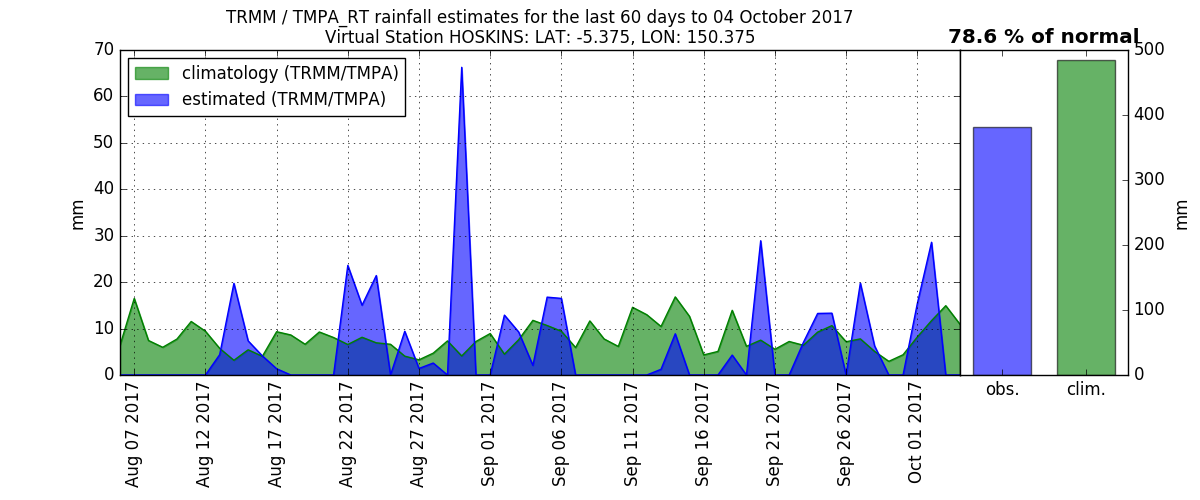 TRMM / TMPA_RT rainfall estimates for the last 60 days to 04 October 2017
Virtual Station HOSKINS: LAT: -5.375, LON: 150.375
78.6 % of normal
climatology (TRMM/TMPA)
estimated (TRMM/TMPA)
70
60
50
40
30
20
10
0
mm
Aug 07 2017
Aug 12 2017
Aug 17 2017
Aug 22 2017
Aug 27 2017
Sep 01 2017
Sep 06 2017
Sep 11 2017
Sep 16 2017
Sep 21 2017
Sep 26 2017
Oct 01 2017
obs.
clim.
500
400
300
200
100
0
mm